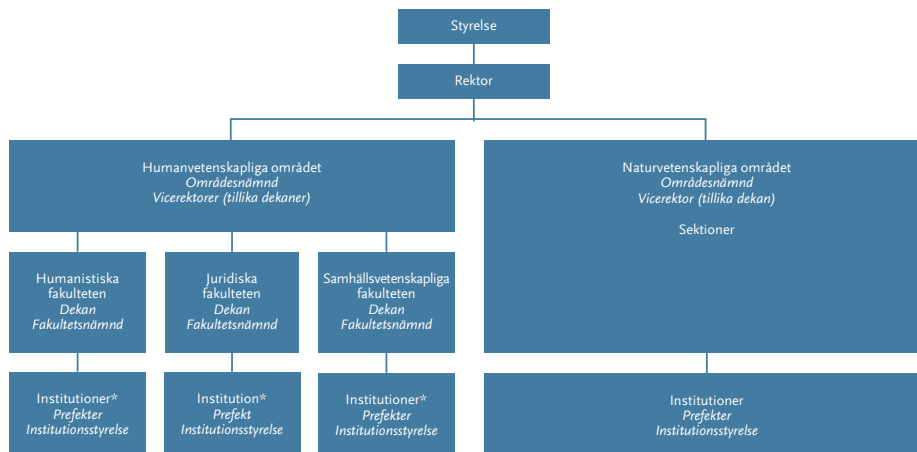 Styrelse
Rektor
Humanvetenskapliga området
Områdesnämnd
Vicerektorer (tillika dekaner)
Naturvetenskapliga området
Områdesnämnd
Vicerektor (tillika dekan)
Sektioner
Humanistiska
fakulteten
Dekan
Fakultetsnämnd
Juridiska
fakulteten
Dekan
Fakultetsnämnd
Samhällsvetenskapliga
fakulteten
Dekan
Fakultetsnämnd
Institutioner*
Prefekter
Institutionsstyrelse
Institution*
Prefekt
Institutionsstyrelse
Institutioner*
Prefekter
Institutionsstyrelse
Institutioner
Prefekter
Institutionsstyrelse